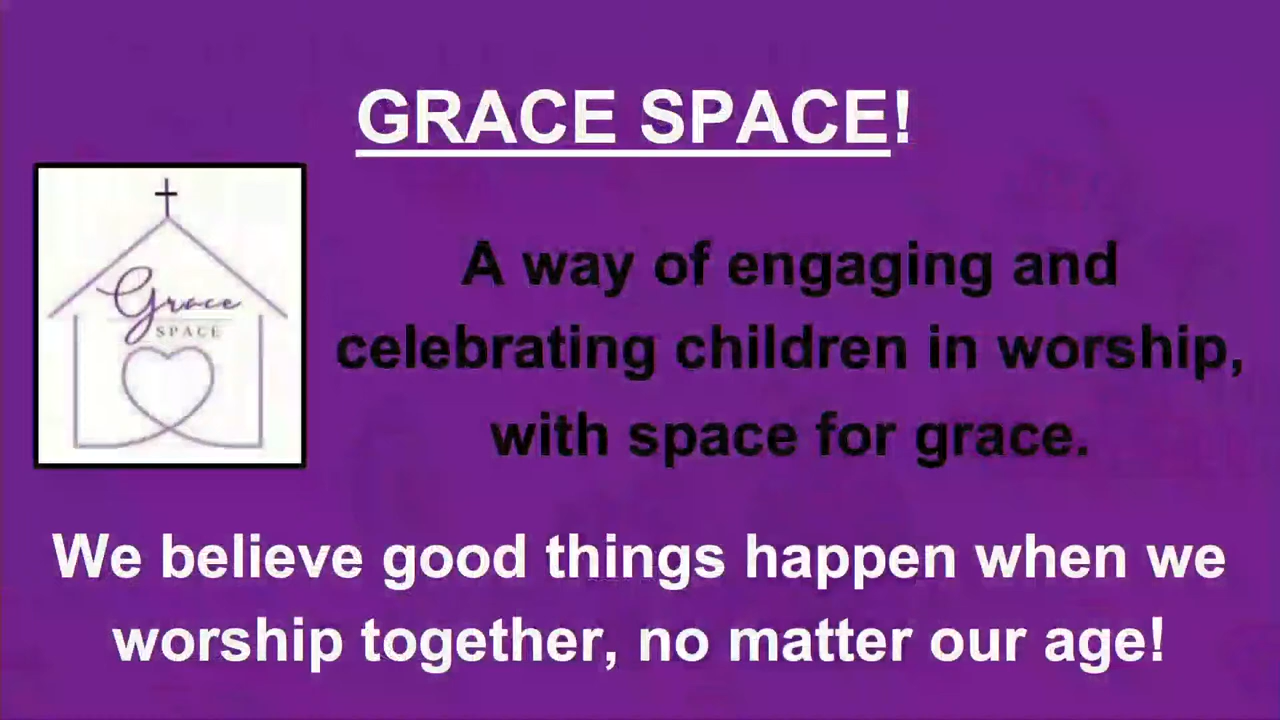 GRACE SPACE!
Grace
SPACE
A way of engaging and
celebrating children in worship,
with space for grace.
We believe good things happen when we
worship together, no matter our age!